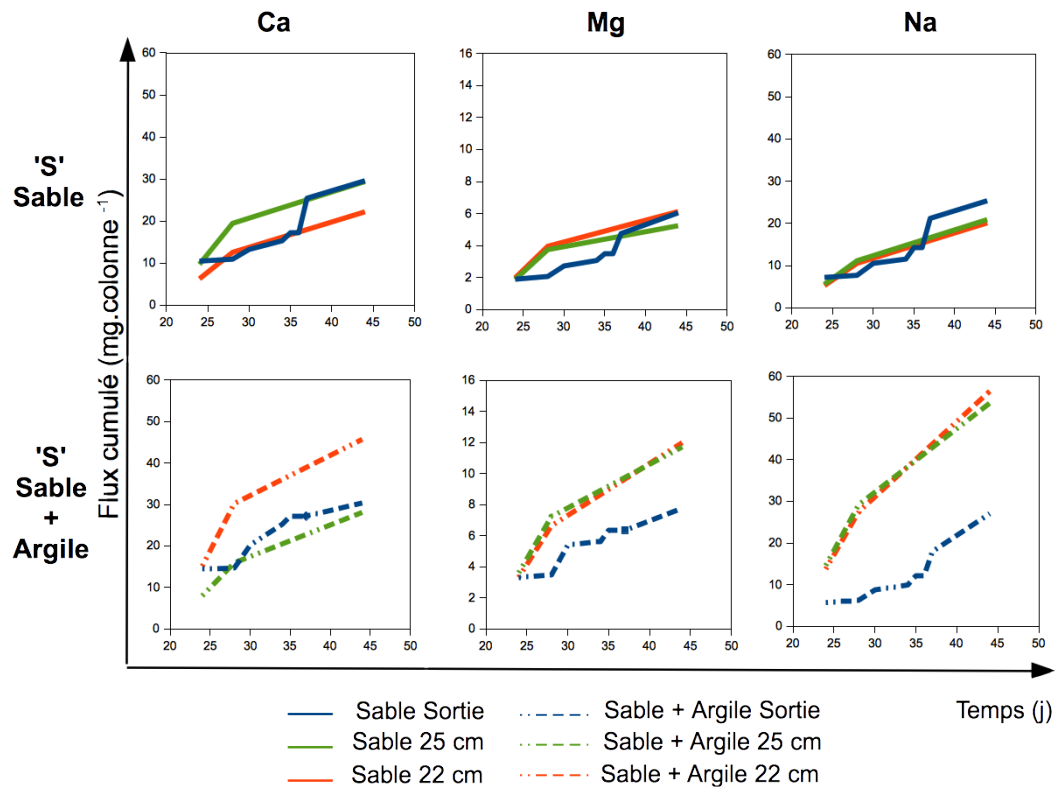 Ca
Mg
Na
'S'
Sable
60
50
40
30
20
10
0
20 25 30 35 40 45 50
16
14
12
10
8
6
4
2
0
20 25 30 35 40 45 50
60
50
40
30
20
10
0
20 25 30 35 40 45 50
Flux cumulé (mg.colonne -1)
'S'
Sable
+
Argile
60
50
40
30
20
10
0
20 25 30 35 40 45 50
16
14
12
10
8
6
4
2
0
20 25 30 35 40 45 50
60
50
40
30
20
10
0
20 25 30 35 40 45 50
Temps (j)
Sable Sortie
Sable 25 cm
Sable 22 cm
Sable + Argile Sortie
Sable + Argile 25 cm
Sable + Argile 22 cm